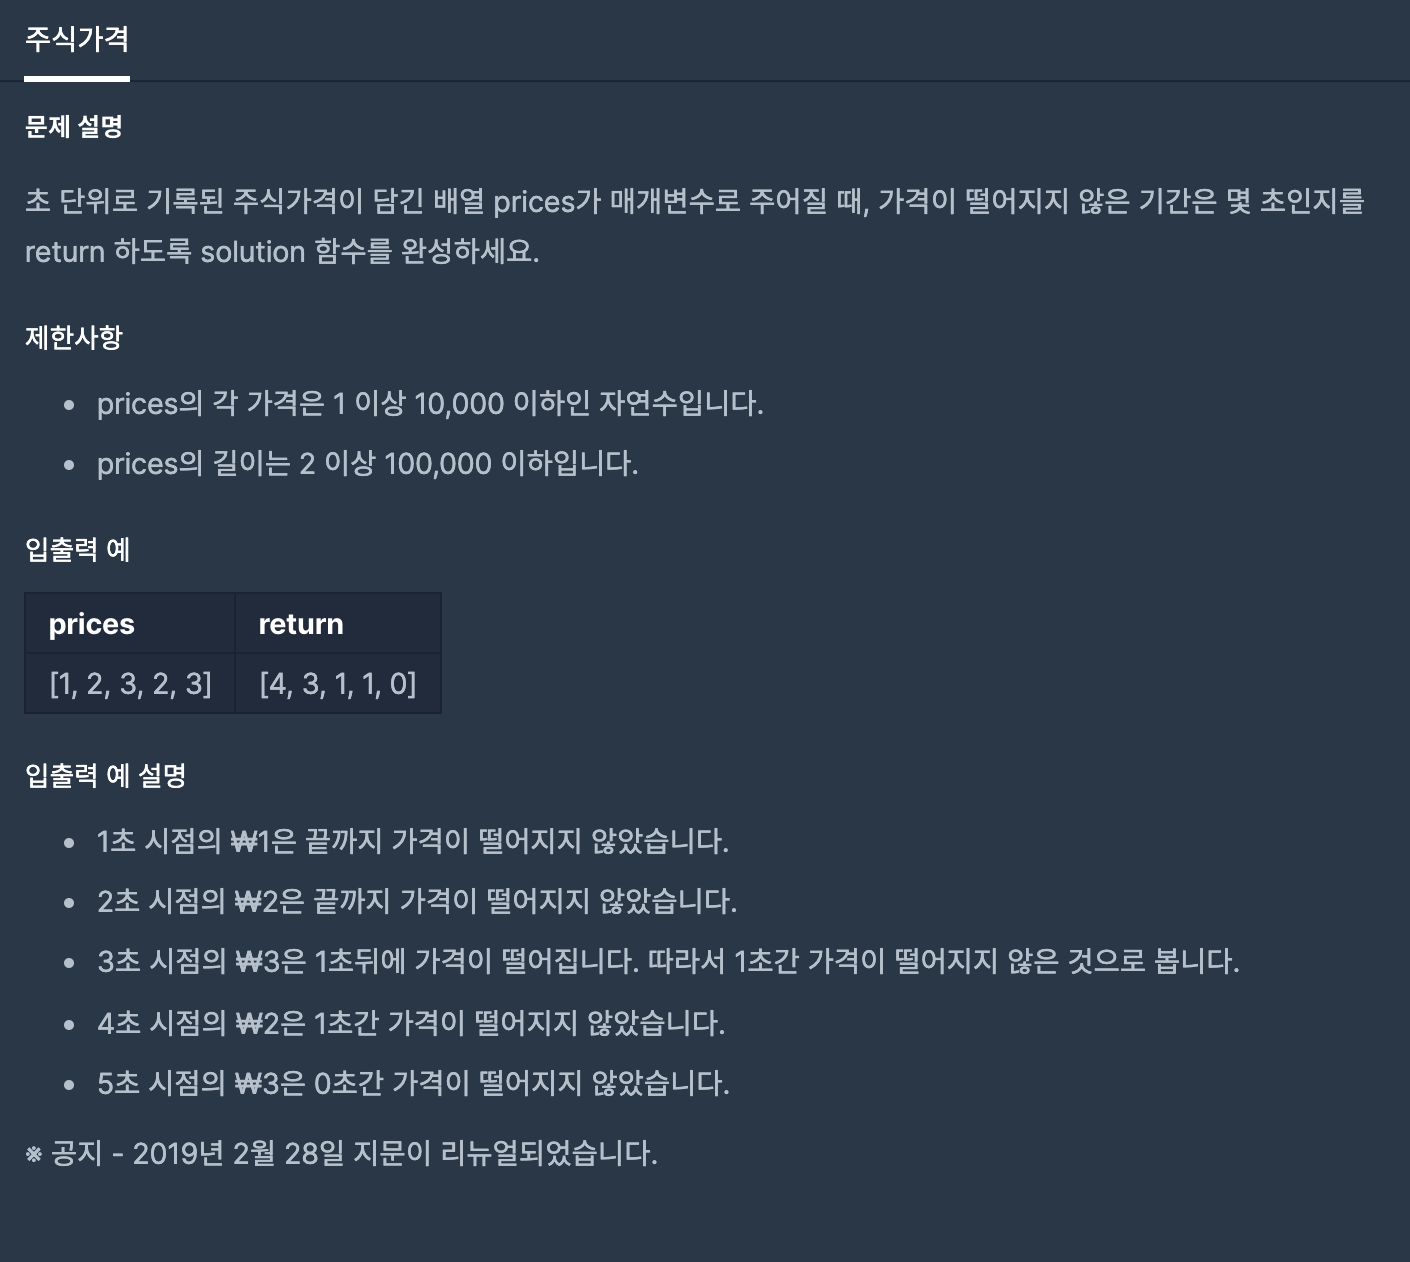 주식가격
문제 설명
초 단위로 기록된 주식가격이 담긴 배열 prices가 매개변수로 주어질 때, 가격이 떨어지지 않은 기간은 몇 초인지를
return 하도록 solution 함수를 완성하세요.
제한사항
• prices의 각 가격은 1 이상 10,000 이하인 자연수입니다.
• prices의 길이는 2 이상 100,000 이하입니다.
입출력 예
prices return
[1, 2, 3, 2, 3] [4, 3, 1, 1, 0]
입출력 예 설명
• 1초 시점의 ₩1은 끝까지 가격이 떨어지지 않았습니다.
• 2초 시점의 ₩2은 끝까지 가격이 떨어지지 않았습니다.
• 3초 시점의 ₩3은 1초뒤에 가격이 떨어집니다. 따라서 1초간 가격이 떨어지지 않은 것으로 봅니다.
• 4초 시점의 ₩2은 1초간 가격이 떨어지지 않았습니다.
• 5초 시점의 ₩3은 0초간 가격이 떨어지지 않았습니다.
※ 공지 - 2019년 2월 28일 지문이 리뉴얼되었습니다.